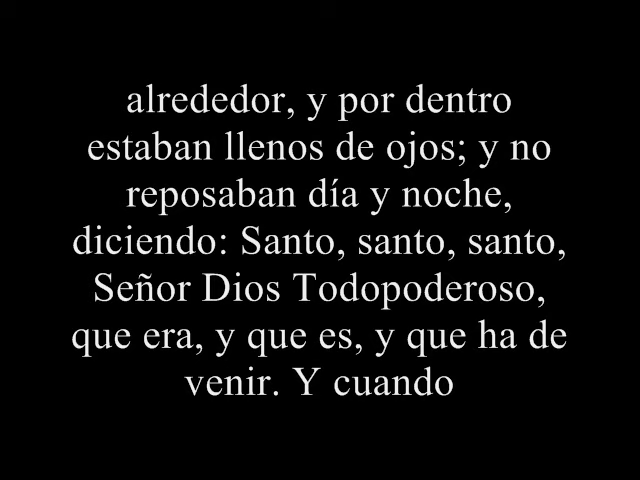 alrededor, y por dentro
estaban llenos de ojos; y no
reposaban día y noche,
diciendo: Santo, santo, santo,
Señor Dios Todopoderoso,
que era, y que es, y que ha de
venir. Y cuando